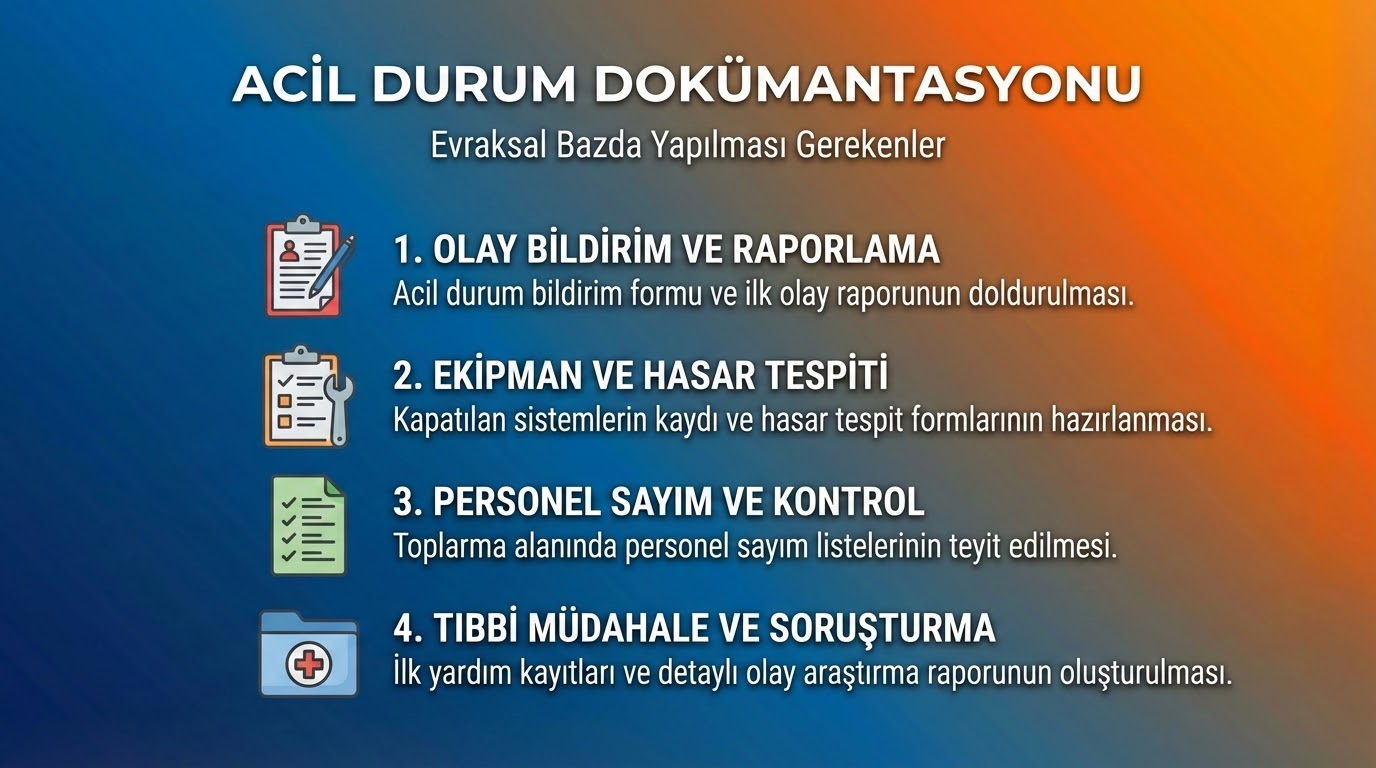 ACİL DURUM DOKÜMANTASYONU
Evraksal Bazda Yapılması Gerekenler
1. OLAY BİLDİRİM VE RAPORLAMA
Acil durum bildirim formu ve ilk olay raporunun doldurulması.
2. EKİPMAN VE HASAR TESPİTİ
Kapatılan sistemlerin kaydı ve hasar tespit formlarının hazırlanması.
3. PERSONEL SAYIM VE KONTROL
Toplarma alanında personel sayım listelerinin teyit edilmesi.
4. TIBBİ MÜDAHALE VE SORUŞTURMA
İlk yardım kayıtları ve detaylı olay araştırma raporunun oluşturulması.